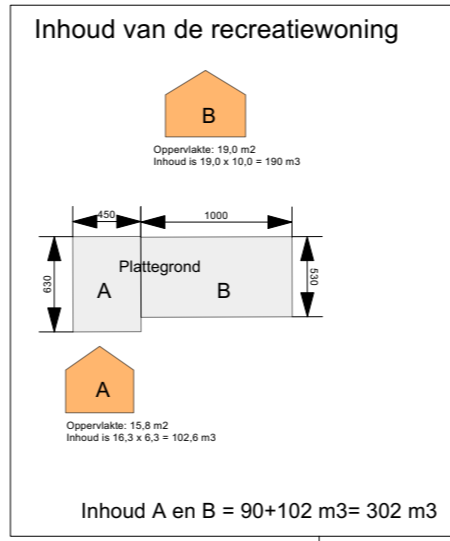 Inhoud van de recreatiewoning
B
Oppervlakte: 19,0 m2
Inhoud is 19,0 x 10,0 = 190 m3
450
1000
630
Plattegrond
A
B
530
A
Oppervlakte: 15,8 m2
Inhoud is 16,3 x 6,3 = 102,6 m3
Inhoud A en B = 90+102 m3= 302 m3